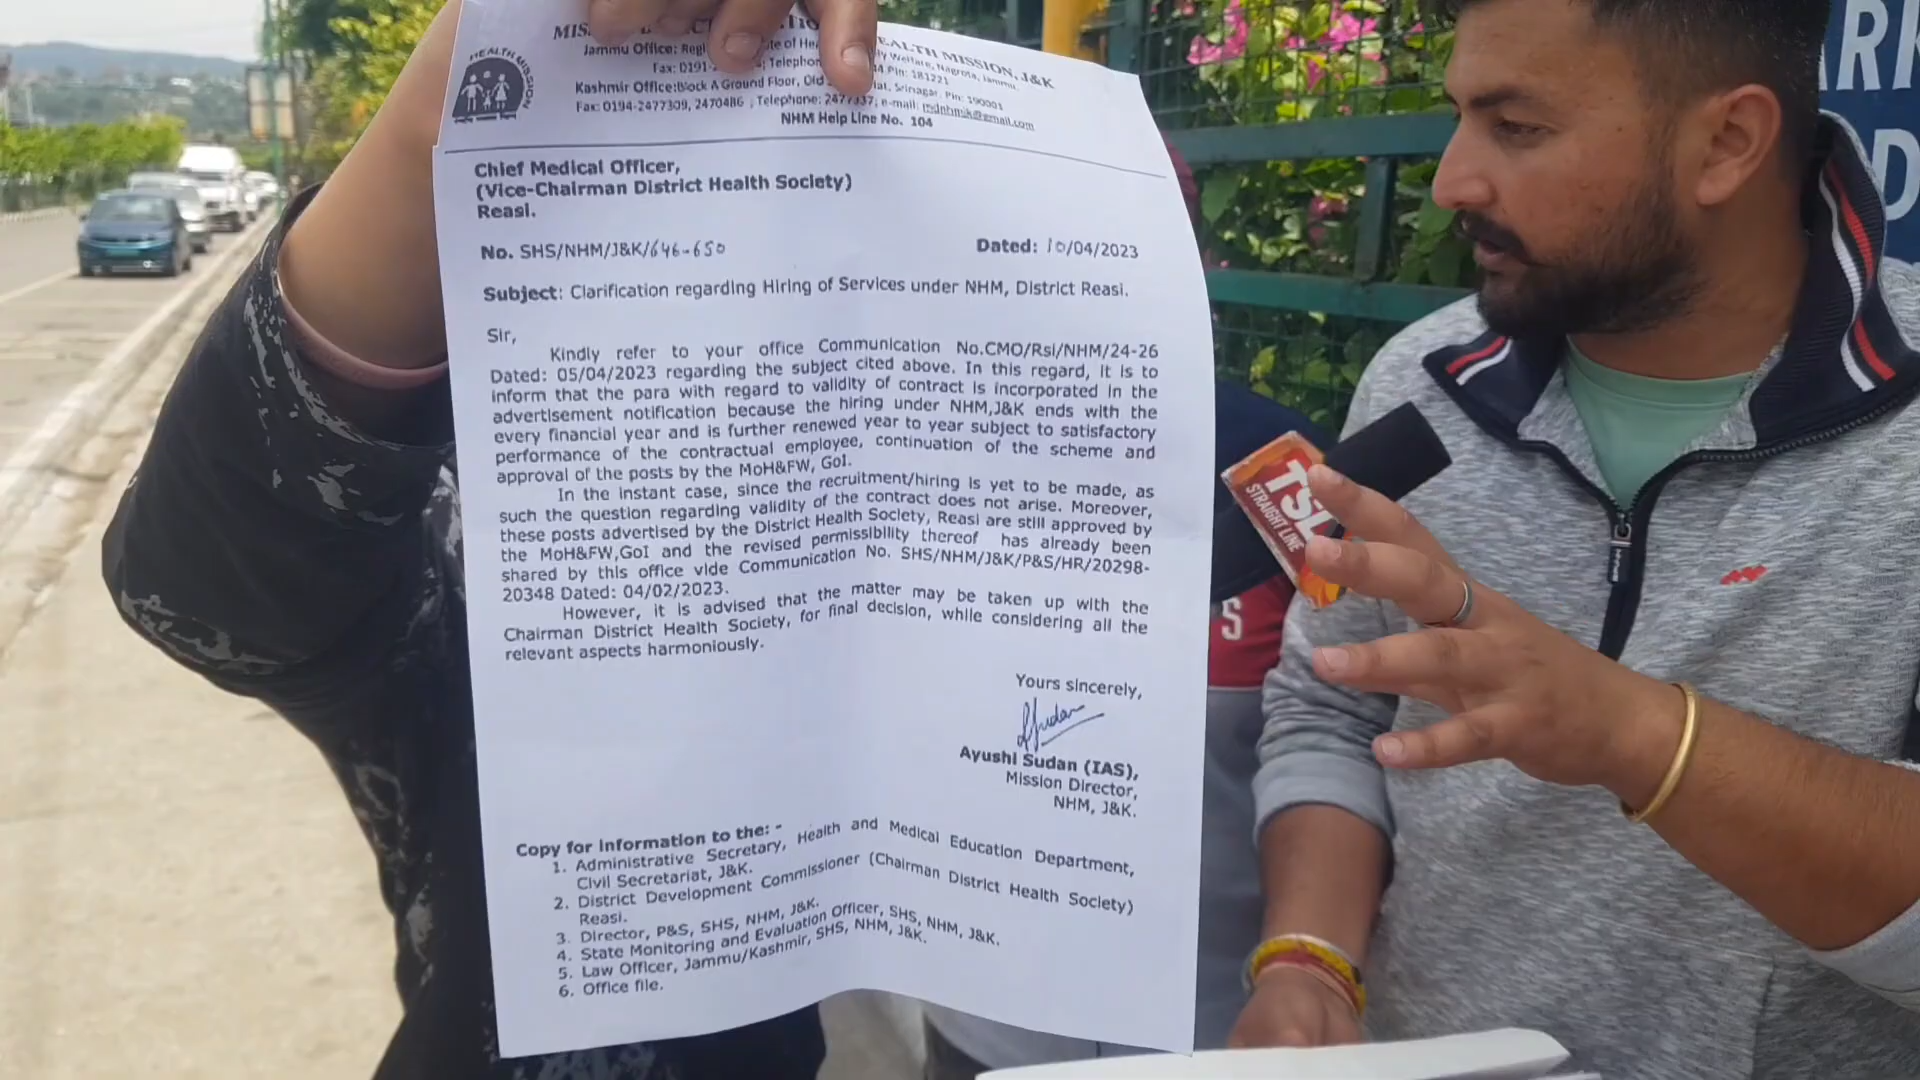 HEALTH MISSION
HEALTH MISSION, J&K
Jammu Office: Welfare, Nagrota, Jammu.
Fax: 0191- Telephon Pin: 181221
Kashmir Office:Block A Ground Floor, Old Srinagar. Pin: 190001
Fax: 0194-2477309, 2470486 ; Telephone: 2477337; e-mail: mdnhmjk@gmail.com
NHM Help Line No. 104
Chief Medical Officer,
(Vice-Chairman District Health Society)
Reasi.
No. SHS/NHM/J&K/646-650 Dated: 10/04/2023
Subject: Clarification regarding Hiring of Services under NHM, District Reasi.
Sir,
Kindly refer to your office Communication No.CMO/Rsi/NHM/24-26
Dated: 05/04/2023 regarding the subject cited above. In this regard, it is to
inform that the para with regard to validity of contract is incorporated in the
advertisement notification because the hiring under NHM,J&K ends with the
every financial year and is further renewed year to year subject to satisfactory
performance of the contractual employee, continuation of the scheme and
approval of the posts by the MoH&FW, GoI.
In the instant case, since the recruitment/hiring is yet to be made, as
such the question regarding validity of the contract does not arise. Moreover,
these posts advertised by the District Health Society, Reasi are still approved by
the MoH&FW,GoI and the revised permissibility thereof has already been
shared by this office vide Communication No. SHS/NHM/J&K/P&S/HR/20298-
20348 Dated: 04/02/2023.
However, it is advised that the matter may be taken up with the
Chairman District Health Society, for final decision, while considering all the
relevant aspects harmoniously.
Yours sincerely,
Ayushi Sudan (IAS),
Mission Director,
NHM, J&K.
Copy for information to the: -
1. Administrative Secretary, Health and Medical Education Department,
Civil Secretariat, J&K.
2. District Development Commissioner (Chairman District Health Society)
Reasi.
3. Director, P&S, SHS, NHM, J&K.
4. State Monitoring and Evaluation Officer, SHS, NHM, J&K.
5. Law Officer, Jammu/Kashmir, SHS, NHM, J&K.
6. Office file.
TSL
STRAIGHT LINE
S